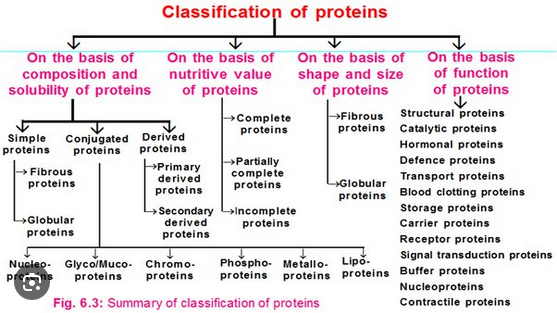 Classification of proteins
On the basis of
composition and
solubility of proteins
On the basis of
nutritive value
of proteins
On the basis of
shape and size
of proteins
On the basis
of function
of proteins
Simple
proteins
Conjugated
proteins
Derived
proteins
Fibrous
proteins
Globular
proteins
Primary
derived
proteins
Secondary
derived
proteins
Complete
proteins
Partially
complete
proteins
Incomplete
proteins
Fibrous
proteins
Globular
proteins
Structural proteins
Catalytic proteins
Hormonal proteins
Defence proteins
Transport proteins
Blood clotting proteins
Storage proteins
Carrier proteins
Receptor proteins
Signal transduction proteins
Buffer proteins
Nucleoproteins
Contractile proteins
Nucleo-
proteins
Glyco/Muco-
proteins
Chromo-
proteins
Phospho-
proteins
Metallo-
proteins
Lipo-
proteins
Fig. 6.3: Summary of classification of proteins